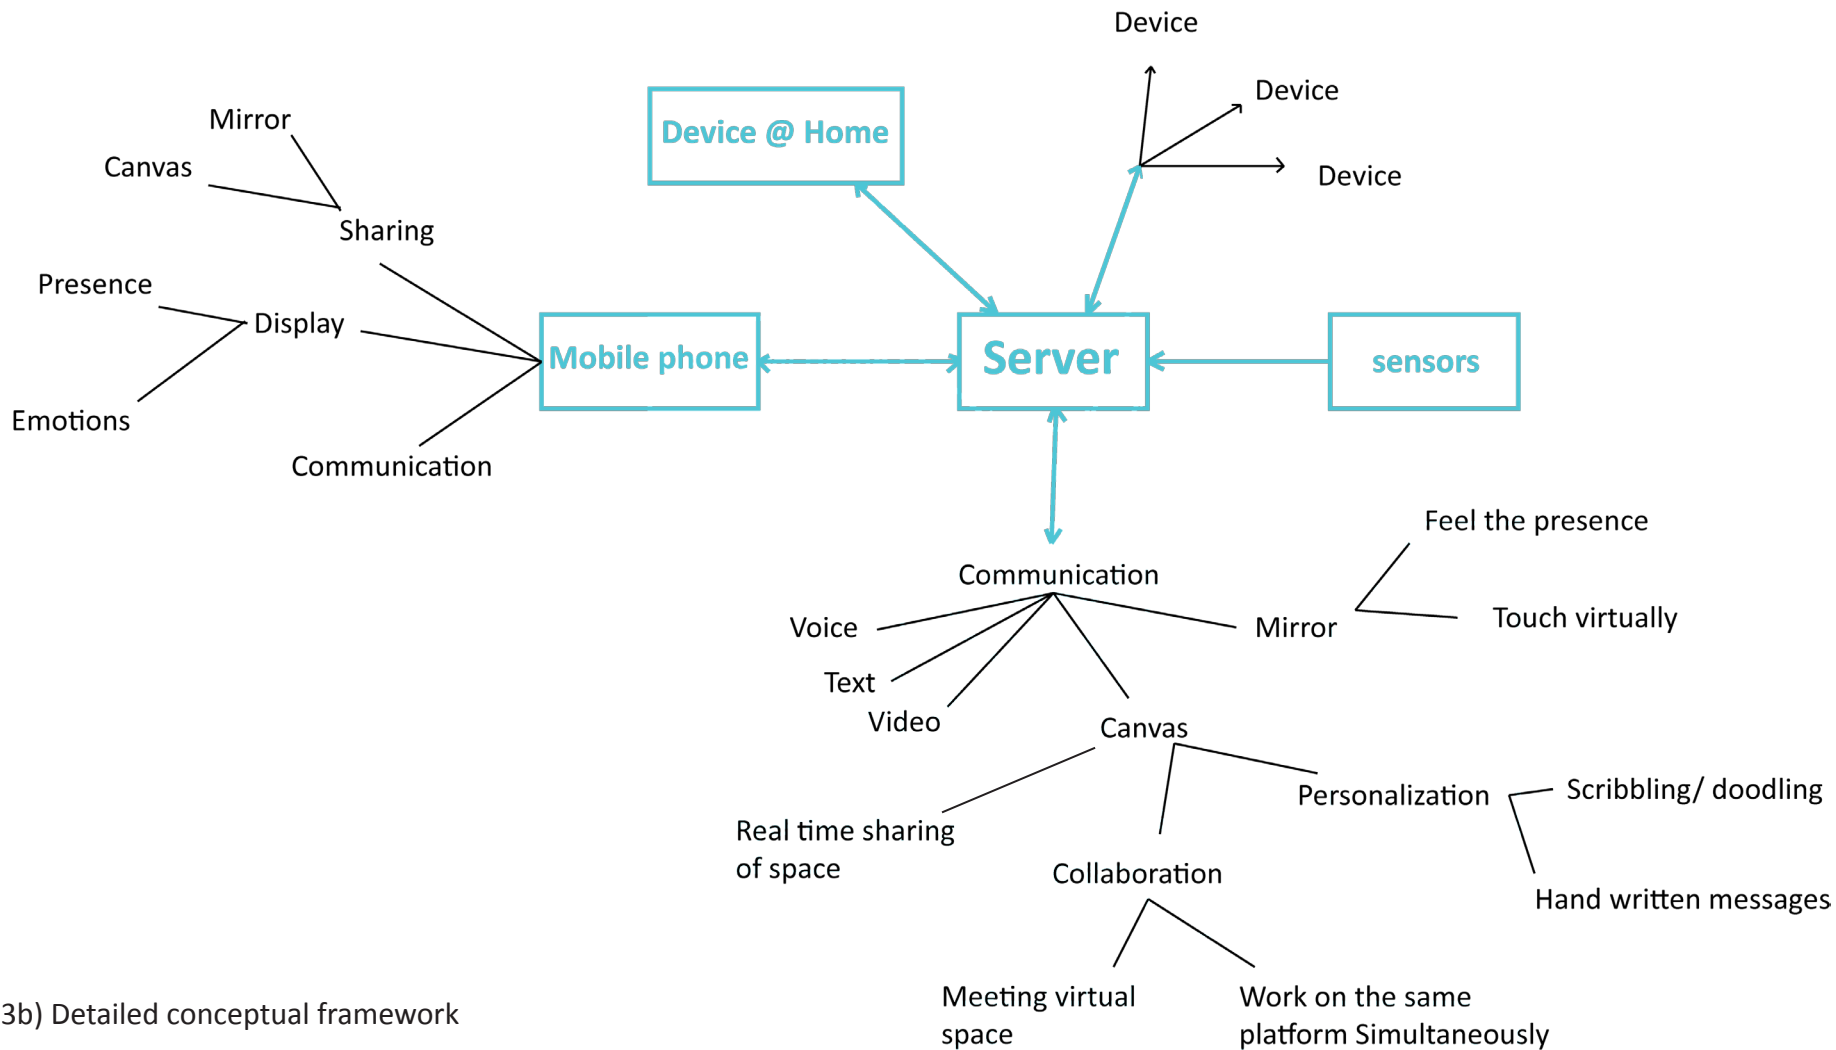 Device
Device
Device
Device @ Home
Mirror
Canvas
Sharing
Presence
Display
Emotions
Communication
Mobile phone
Server
sensors
Communication
Voice
Text
Video
Mirror
Feel the presence
Touch virtually
Canvas
Real time sharing
of space
Collaboration
Personalization
Scribbling/ doodling
Hand written messages
Meeting virtual
space
Work on the same
platform Simultaneously
3b) Detailed conceptual framework